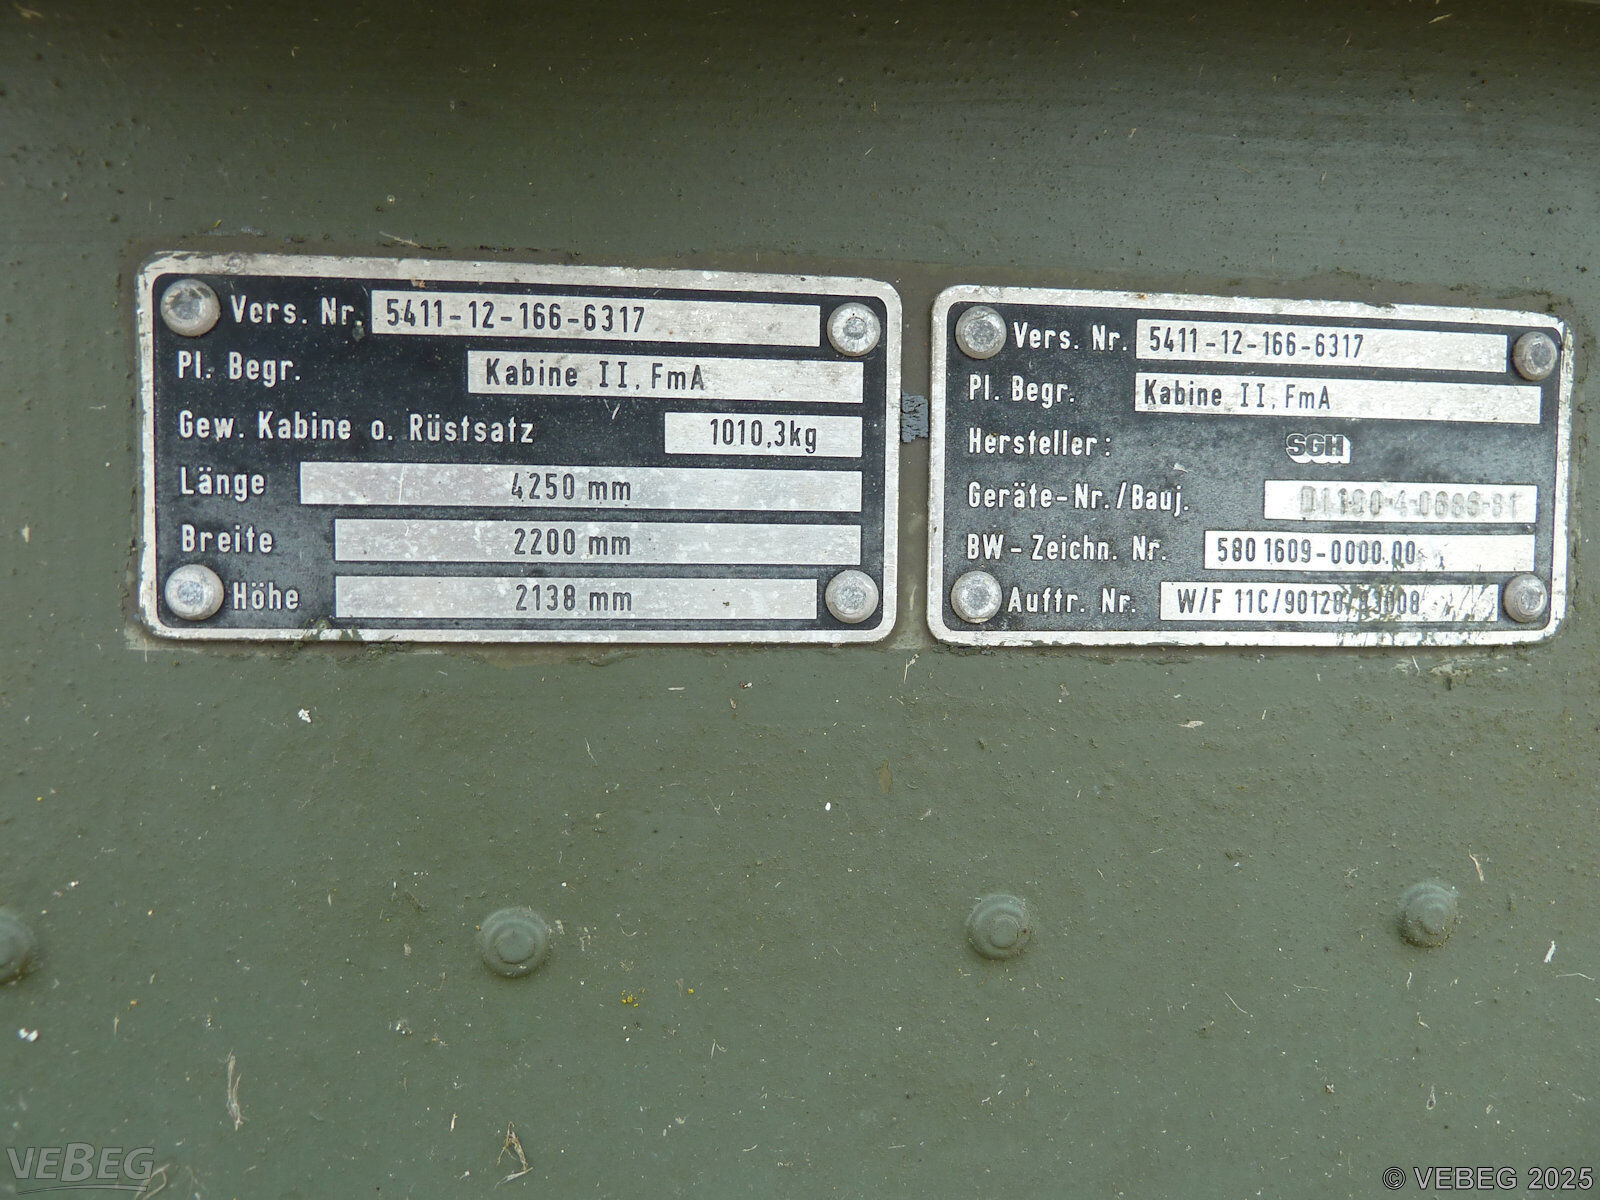 Vers. Nr. 5411-12-166-6317
Pl. Begr. Kabine II, FmA
Gew. Kabine o. Rüstsatz 1010,3kg
Länge 4250 mm
Breite 2200 mm
Höhe 2138 mm
Vers. Nr. 5411-12-166-6317
Pl. Begr. Kabine II, FmA
Hersteller: SGH
Geräte-Nr./Bauj.
BW-Zeichn. Nr. 580 1609-0000.00
Auftr. Nr. W/F 11C/90128/
VEBEG
© VEBEG 2025